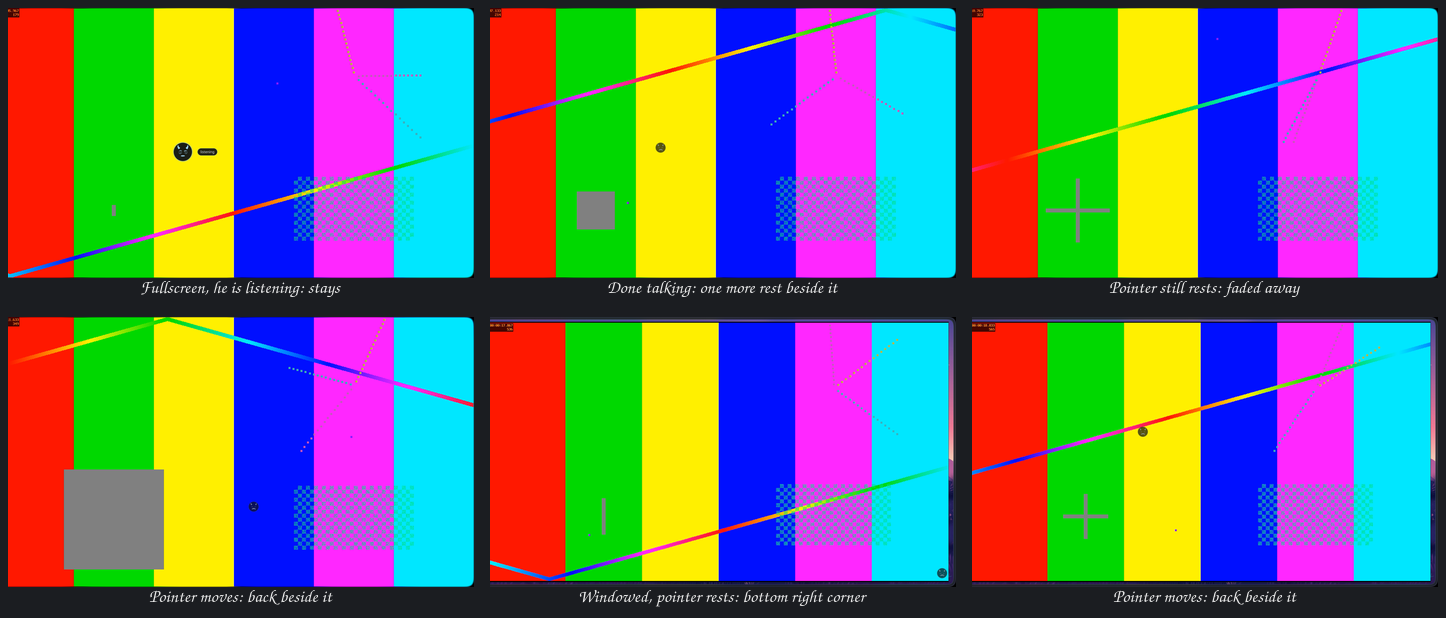 listening
Fullscreen, he is listening: stays
Done talking: one more rest beside it
Pointer still rests: faded away
Pointer moves: back beside it
Windowed, pointer rests: bottom right corner
Pointer moves: back beside it